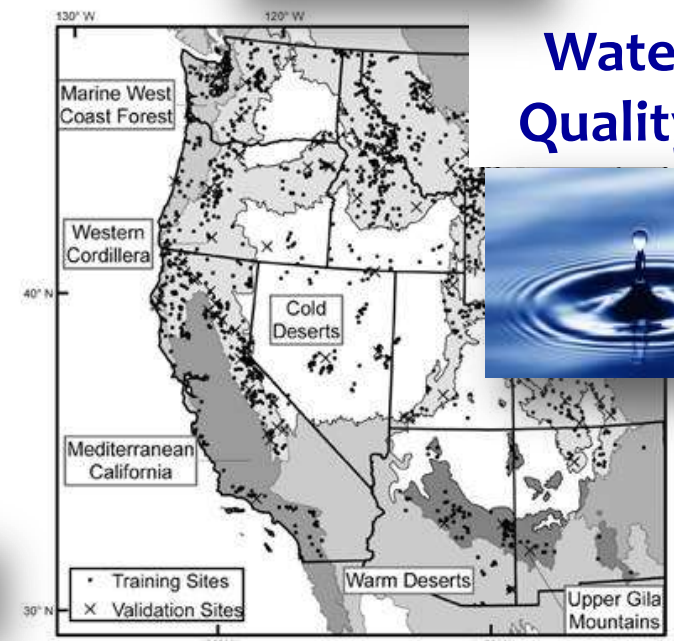 130° W
120° W
Wate
Quality
Marine West
Coast Forest
Western
Cordillera
40° N
Cold
Deserts
Mediterranean
California
• Training Sites
× Validation Sites
Warm Deserts
Upper Gila
Mountains
30° N